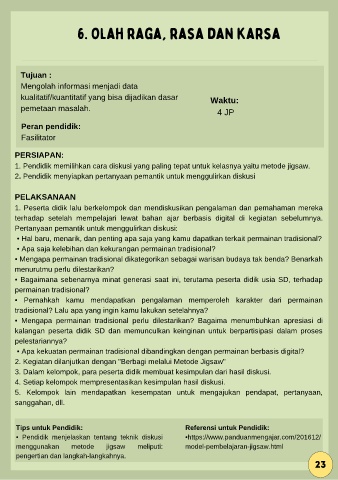 6. OLAH RAGA, RASA DAN KARSA
Tujuan :
Mengolah informasi menjadi data
kualitatif/kuantitatif yang bisa dijadikan dasar
pemetaan masalah.
Waktu:
4 JP
Peran pendidik:
Fasilitator
PERSIAPAN:
1. Pendidik memilihkan cara diskusi yang paling tepat untuk kelasnya yaitu metode jigsaw.
2. Pendidik menyiapkan pertanyaan pemantik untuk menggulirkan diskusi
PELAKSANAAN
1. Peserta didik lalu berkelompok dan mendiskusikan pengalaman dan pemahaman mereka
terhadap setelah mempelajari lewat bahan ajar berbasis digital di kegiatan sebelumnya.
Pertanyaan pemantik untuk menggulirkan diskusi:
• Hal baru, menarik, dan penting apa saja yang kamu dapatkan terkait permainan tradisional?
• Apa saja kelebihan dan kekurangan permainan tradisional?
• Mengapa permainan tradisional dikategorikan sebagai warisan budaya tak benda? Benarkah
menurutmu perlu dilestarikan?
• Bagaimana sebenarnya minat generasi saat ini, terutama peserta didik usia SD, terhadap
permainan tradisional?
• Pernahkah kamu mendapatkan pengalaman memperoleh karakter dari permainan
tradisional? Lalu apa yang ingin kamu lakukan setelahnya?
• Mengapa permainan tradisional perlu dilestarikan? Bagaima menumbuhkan apresiasi di
kalangan peserta didik SD dan memunculkan keinginan untuk berpartisipasi dalam proses
pelestariannya?
• Apa kekuatan permainan tradisional dibandingkan dengan permainan berbasis digital?
2. Kegiatan dilanjutkan dengan "Berbagi melalui Metode Jigsaw"
3. Dalam kelompok, para peserta didik membuat kesimpulan dari hasil diskusi.
4. Setiap kelompok mempresentasikan kesimpulan hasil diskusi.
5. Kelompok lain mendapatkan kesempatan untuk mengajukan pendapat, pertanyaan,
sanggahan, dll.
Tips untuk Pendidik:
• Pendidik menjelaskan tentang teknik diskusi
menggunakan metode jigsaw meliputi:
pengertian dan langkah-langkahnya.
Referensi untuk Pendidik:
•https://www.panduanmengajar.com/201612/
model-pembelajaran-jigsaw.html
23